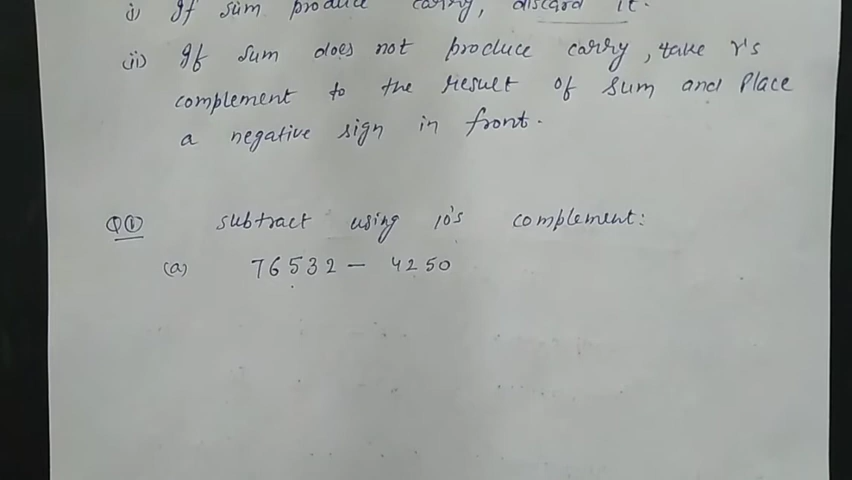 i) If sum produce carry, discard it.
ii) If sum does not produce carry, take r's
complement to the result of sum and Place
a negative sign in front.
Q① subtract using 10's complement:
(a) 76532 - 4250